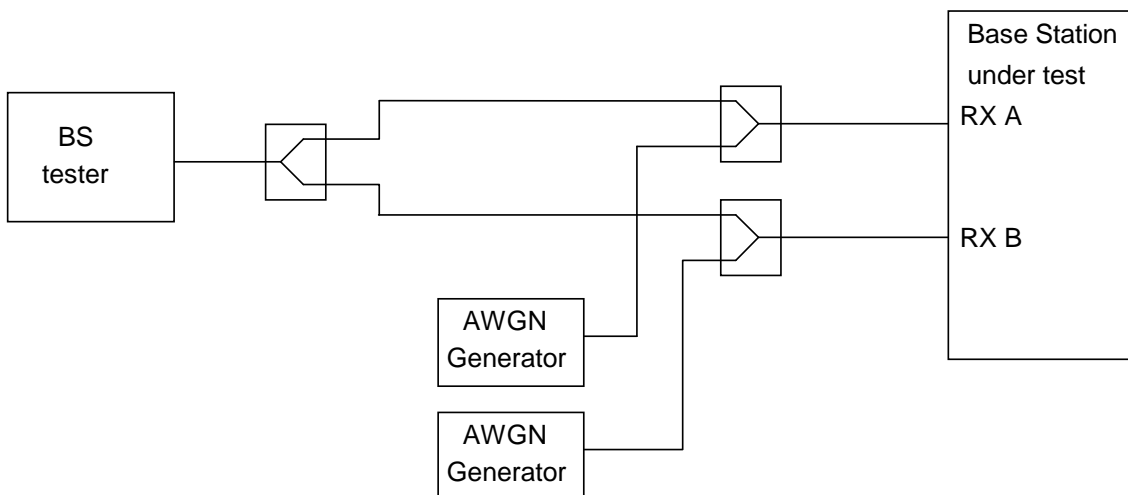 Base Station
under test
BS
tester
RX A
RX B
AWGN
Generator
AWGN
Generator